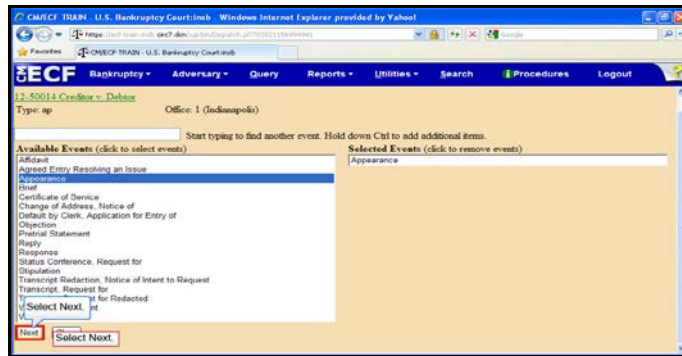 CM/ECF TRAIN - U.S. Bankruptcy Court:insb - Windows Internet Explorer provided by Yahoo!
Google
Favorites CM/ECF TRAIN - U.S. Bankruptcy Court:insb
ECF Bankruptcy Adversary Query Reports Utilities Search Procedures Logout
12-50014 Creditor v. Debtor
Type: ap Office: 1 (Indianapolis)
Start typing to find another event. Hold down Ctrl to add additional items.
Available Events (click to select events) Selected Events (click to remove events)
Affidavit Appearance
Agreed Entry Resolving an Issue
Appearance
Brief
Certificate of Service
Change of Address, Notice of
Default by Clerk, Application for Entry of
Objection
Pretrial Statement
Reply
Response
Status Conference, Request for
Stipulation
Transcript Redaction, Notice of Intent to Request
Transcript, Request for
for Redacted
Select Next.
Next
Select Next.